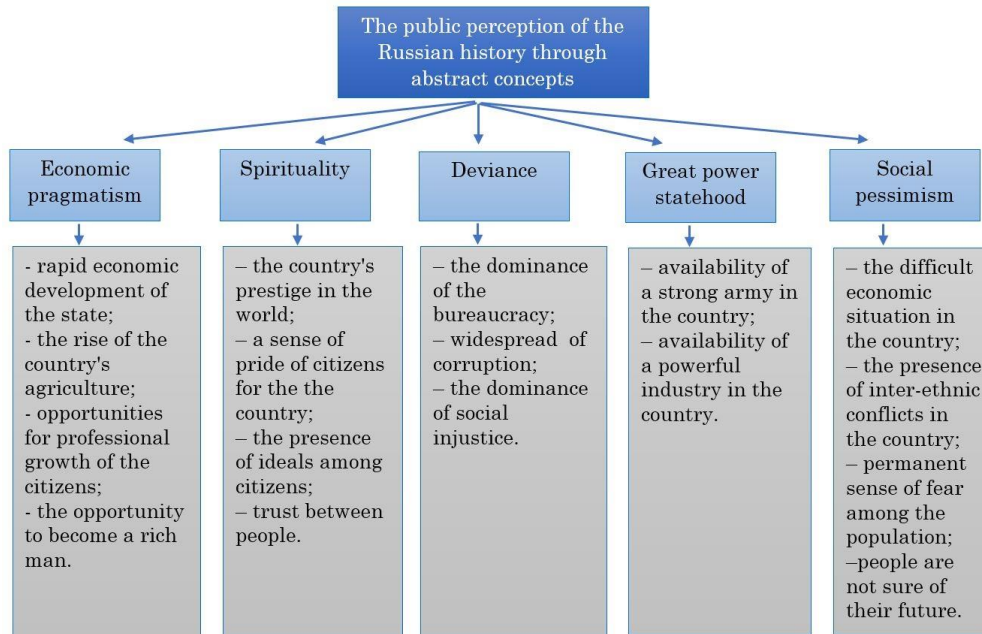 The public perception of the
Russian history through
abstract concepts
Economic
pragmatism
Spirituality
Deviance
Great power
statehood
Social
pessimism
- rapid economic
development of
the state;
- the rise of the
country's
agriculture;
- opportunities
for professional
growth of the
citizens;
- the opportunity
to become a rich
man.
– the country's
prestige in the
world;
– a sense of
pride of citizens
for the the
country;
– the presence
of ideals among
citizens;
– trust between
people.
– the dominance
of the
bureaucracy;
– widespread of
corruption;
– the dominance
of social
injustice.
– availability of
a strong army in
the country;
– availability of
a powerful
industry in the
country.
– the difficult
economic
situation in
the country;
– the presence
of inter-ethnic
conflicts in
the country;
– permanent
sense of fear
among the
population;
–people are
not sure of
their future.